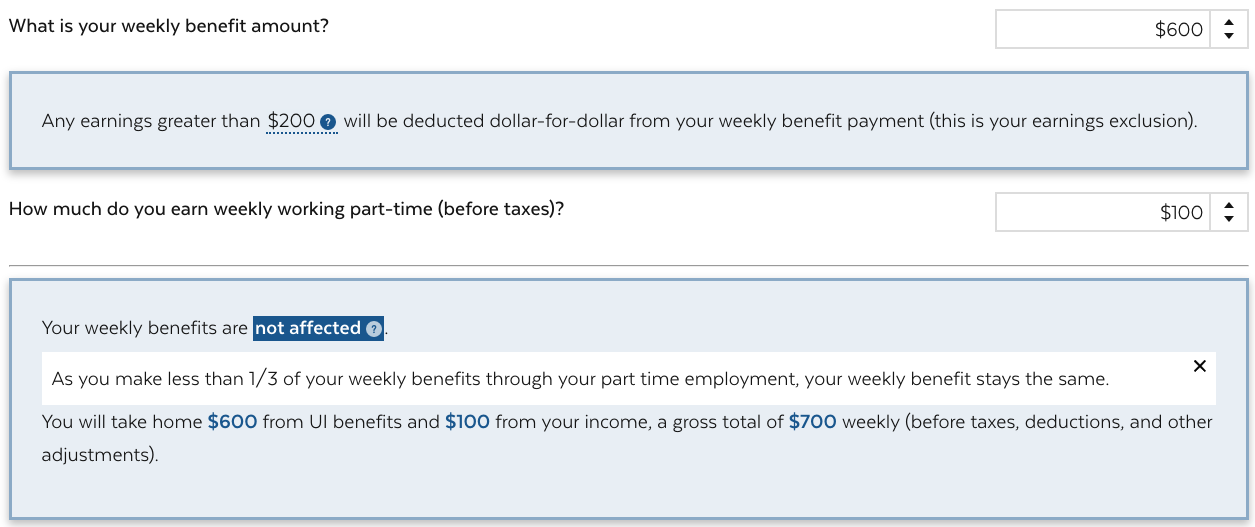 What is your weekly benefit amount?
$600
Any earnings greater than $200 ? will be deducted dollar-for-dollar from your weekly benefit payment (this is your earnings exclusion).
How much do you earn weekly working part-time (before taxes)?
$100
Your weekly benefits are not affected ? .
As you make less than 1/3 of your weekly benefits through your part time employment, your weekly benefit stays the same.
You will take home $600 from UI benefits and $100 from your income, a gross total of $700 weekly (before taxes, deductions, and other
adjustments).